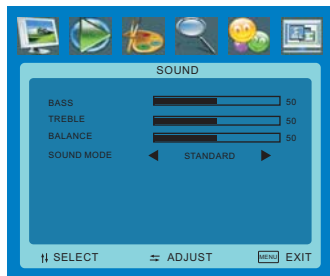 SOUND
BASS 50
TREBLE 50
BALANCE 50
SOUND MODE STANDARD
SELECT ADJUST MENU EXIT